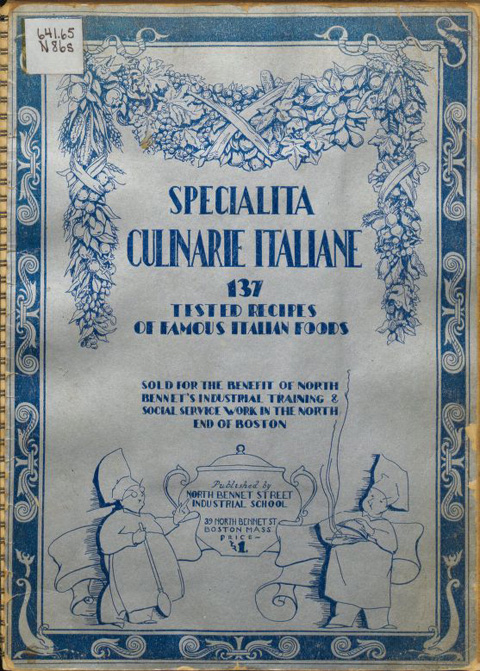 641.65
N86s
SPECIALITA
CULINARIE ITALIANE
137
TESTED RECIPES
OF FAMOUS ITALIAN FOODS
SOLD FOR THE BENEFIT OF NORTH
BENNET'S INDUSTRIAL TRAINING &
SOCIAL SERVICE WORK IN THE NORTH
END OF BOSTON
Published by
NORTH BENNET STREET
INDUSTRIAL SCHOOL
39 NORTH BENNET ST.
BOSTON MASS.
PRICE—
$1.